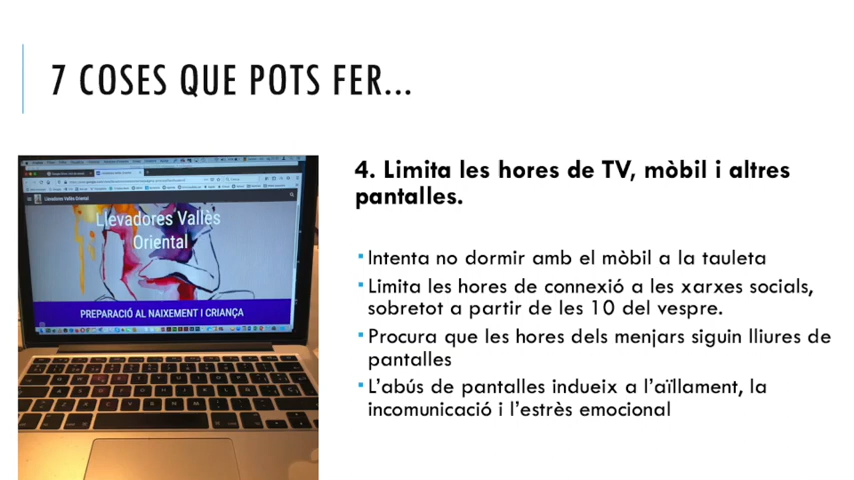 7 COSES QUE POTS FER...
4. Limita les hores de TV, mòbil i altres
pantalles.
Llevadores Vallès Oriental
Llevadores Vallès
Oriental
PREPARACIÓ AL NAIXEMENT I CRIANÇA
Intenta no dormir amb el mòbil a la tauleta
Limita les hores de connexió a les xarxes socials,
sobretot a partir de les 10 del vespre.
Procura que les hores dels menjars siguin lliures de
pantalles
L'abús de pantalles indueix a l'aïllament, la
incomunicació i l'estrès emocional